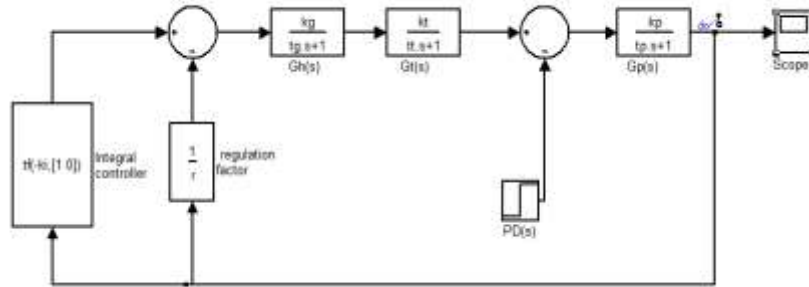 kg
tg.s+1
Gh(s)
kt
tt.s+1
Gt(s)
kp
tp.s+1
Gp(s)
Scope
tf(-ki,[1 0])
Integral
controller
1
r
regulation
factor
PD(s)